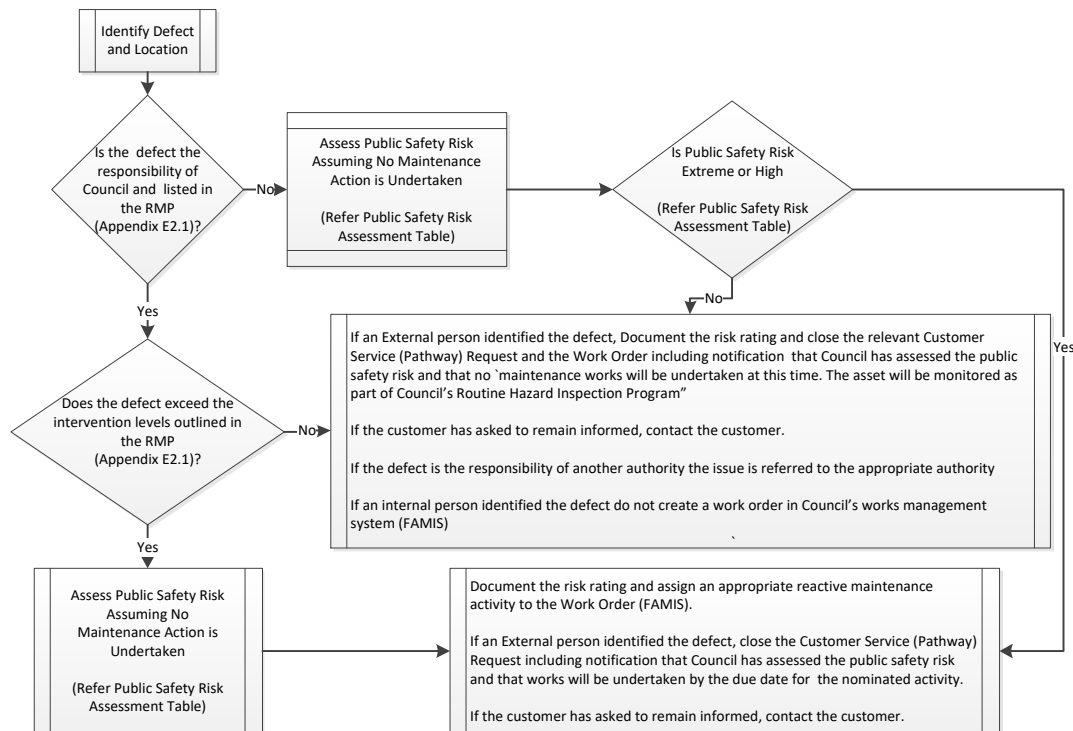 Identify Defect
and Location
Is the defect the
responsibility of
Council and listed in
the RMP
(Appendix E2.1)?
No
Assess Public Safety Risk
Assuming No Maintenance
Action is Undertaken
(Refer Public Safety Risk
Assessment Table)
Is Public Safety Risk
Extreme or High
(Refer Public Safety Risk
Assessment Table)
No
Yes
Yes
Does the defect exceed the
intervention levels outlined in
the RMP
(Appendix E2.1)?
No
If an External person identified the defect, Document the risk rating and close the relevant Customer
Service (Pathway) Request and the Work Order including notification that Council has assessed the public
safety risk and that no `maintenance works will be undertaken at this time. The asset will be monitored as
part of Council's Routine Hazard Inspection Program”
If the customer has asked to remain informed, contact the customer.
If the defect is the responsibility of another authority the issue is referred to the appropriate authority
If an internal person identified the defect do not create a work order in Council's works management
system (FAMIS)
`
Yes
Assess Public Safety Risk
Assuming No
Maintenance Action is
Undertaken
(Refer Public Safety Risk
Assessment Table)
Document the risk rating and assign an appropriate reactive maintenance
activity to the Work Order (FAMIS).
If an External person identified the defect, close the Customer Service (Pathway)
Request including notification that Council has assessed the public safety risk
and that works will be undertaken by the due date for the nominated activity.
If the customer has asked to remain informed, contact the customer.